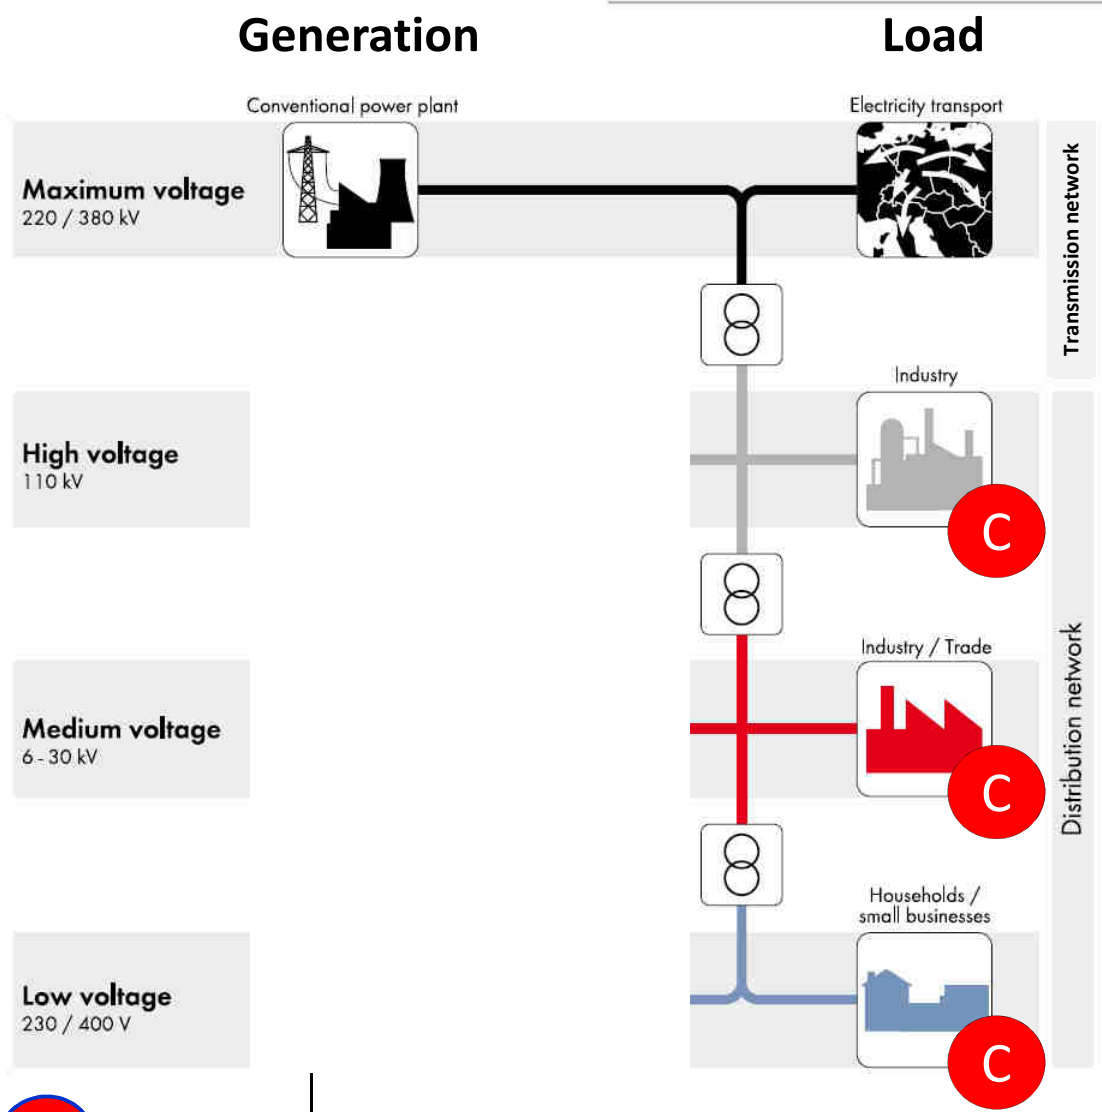 Generation
Load
Conventional power plant
Electricity transport
Maximum voltage
220 / 380 kV
Transmission network
Industry
High voltage
110 kV
C
Industry / Trade
Medium voltage
6 - 30 kV
C
Distribution network
Households /
small businesses
Low voltage
230 / 400 V
C